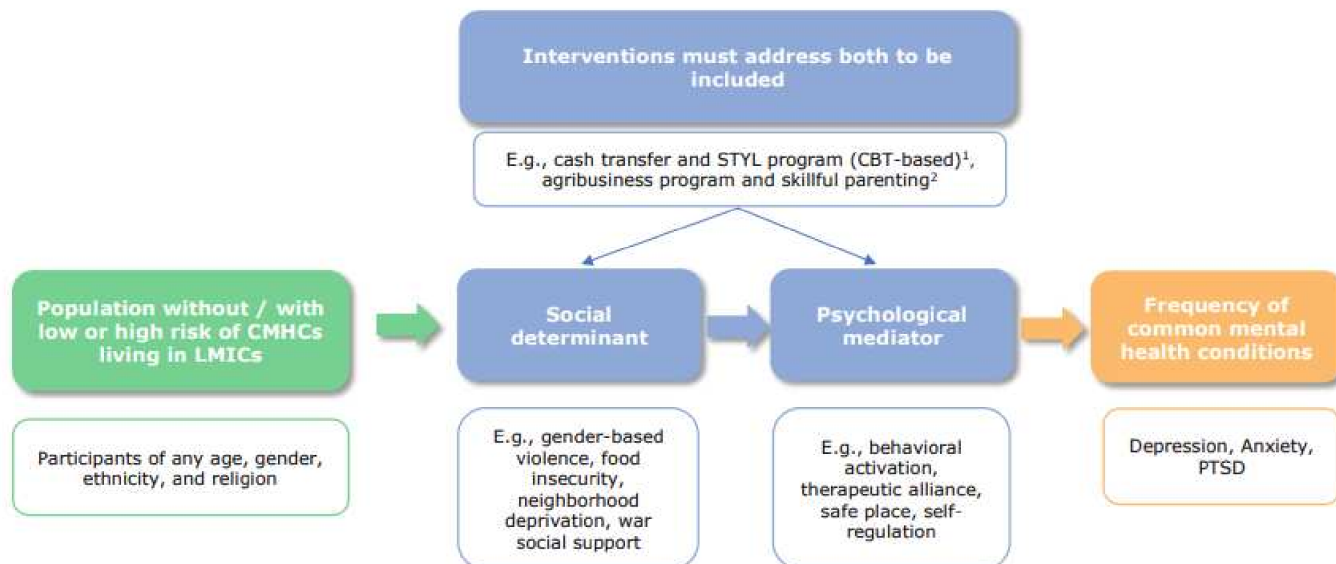 Interventions must address both to be
included
E.g., cash transfer and STYL program (CBT-based)¹,
agribusiness program and skillful parenting²
Population without / with
low or high risk of CMHCs
living in LMICs
Social
determinant
Psychological
mediator
Frequency of
common mental
health conditions
Participants of any age, gender,
ethnicity, and religion
E.g., gender-based
violence, food
insecurity,
neighborhood
deprivation, war
social support
E.g., behavioral
activation,
therapeutic alliance,
safe place, self-
regulation
Depression, Anxiety,
PTSD